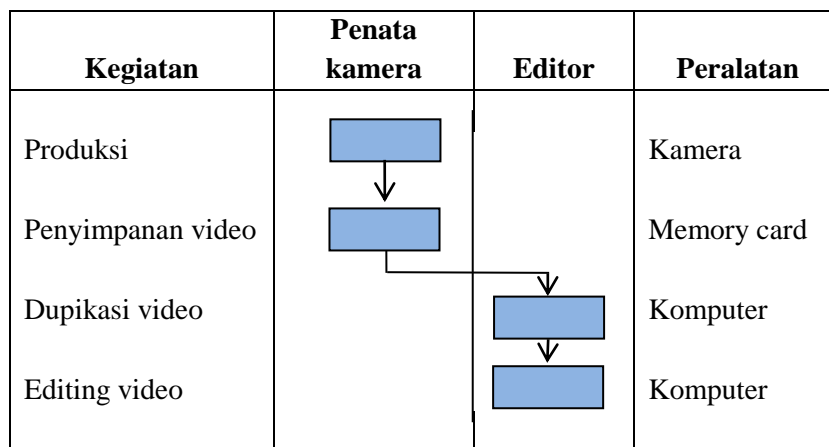 Kegiatan
Penata
kamera
Editor
Peralatan
Produksi
Kamera
Penyimpanan video
Memory card
Dupikasi video
Komputer
Editing video
Komputer